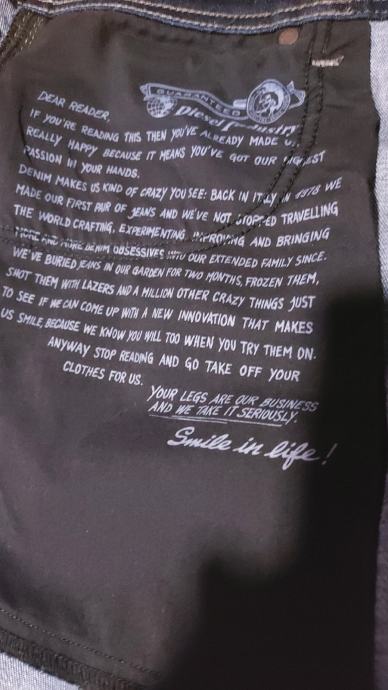 GUARANTEED
Diesel Industry
DEAR READER,
IF YOU'RE READING THIS THEN YOU'VE ALREADY MADE US
REALLY HAPPY BECAUSE IT MEANS YOU'VE GOT OUR BIGGEST
PASSION IN YOUR HANDS.
DENIM MAKES US KIND OF CRAZY YOU SEE: BACK IN ITALY IN 1978 WE
MADE OUR FIRST PAIR OF JEANS AND WE'VE NOT STOPPED TRAVELLING
THE WORLD CRAFTING, EXPERIMENTING, IMPROVING AND BRINGING
MORE AND MORE DENIM OBSESSIVES INTO OUR EXTENDED FAMILY SINCE.
WE'VE BURIED JEANS IN OUR GARDEN FOR TWO MONTHS, FROZEN THEM,
SHOT THEM WITH LAZERS AND A MILLION OTHER CRAZY THINGS JUST
TO SEE IF WE CAN COME UP WITH A NEW INNOVATION THAT MAKES
US SMILE, BECAUSE WE KNOW YOU WILL TOO WHEN YOU TRY THEM ON.
ANYWAY STOP READING AND GO TAKE OFF YOUR
CLOTHES FOR US.
YOUR LEGS ARE OUR BUSINESS
AND WE TAKE IT SERIOUSLY.
Smile in life!